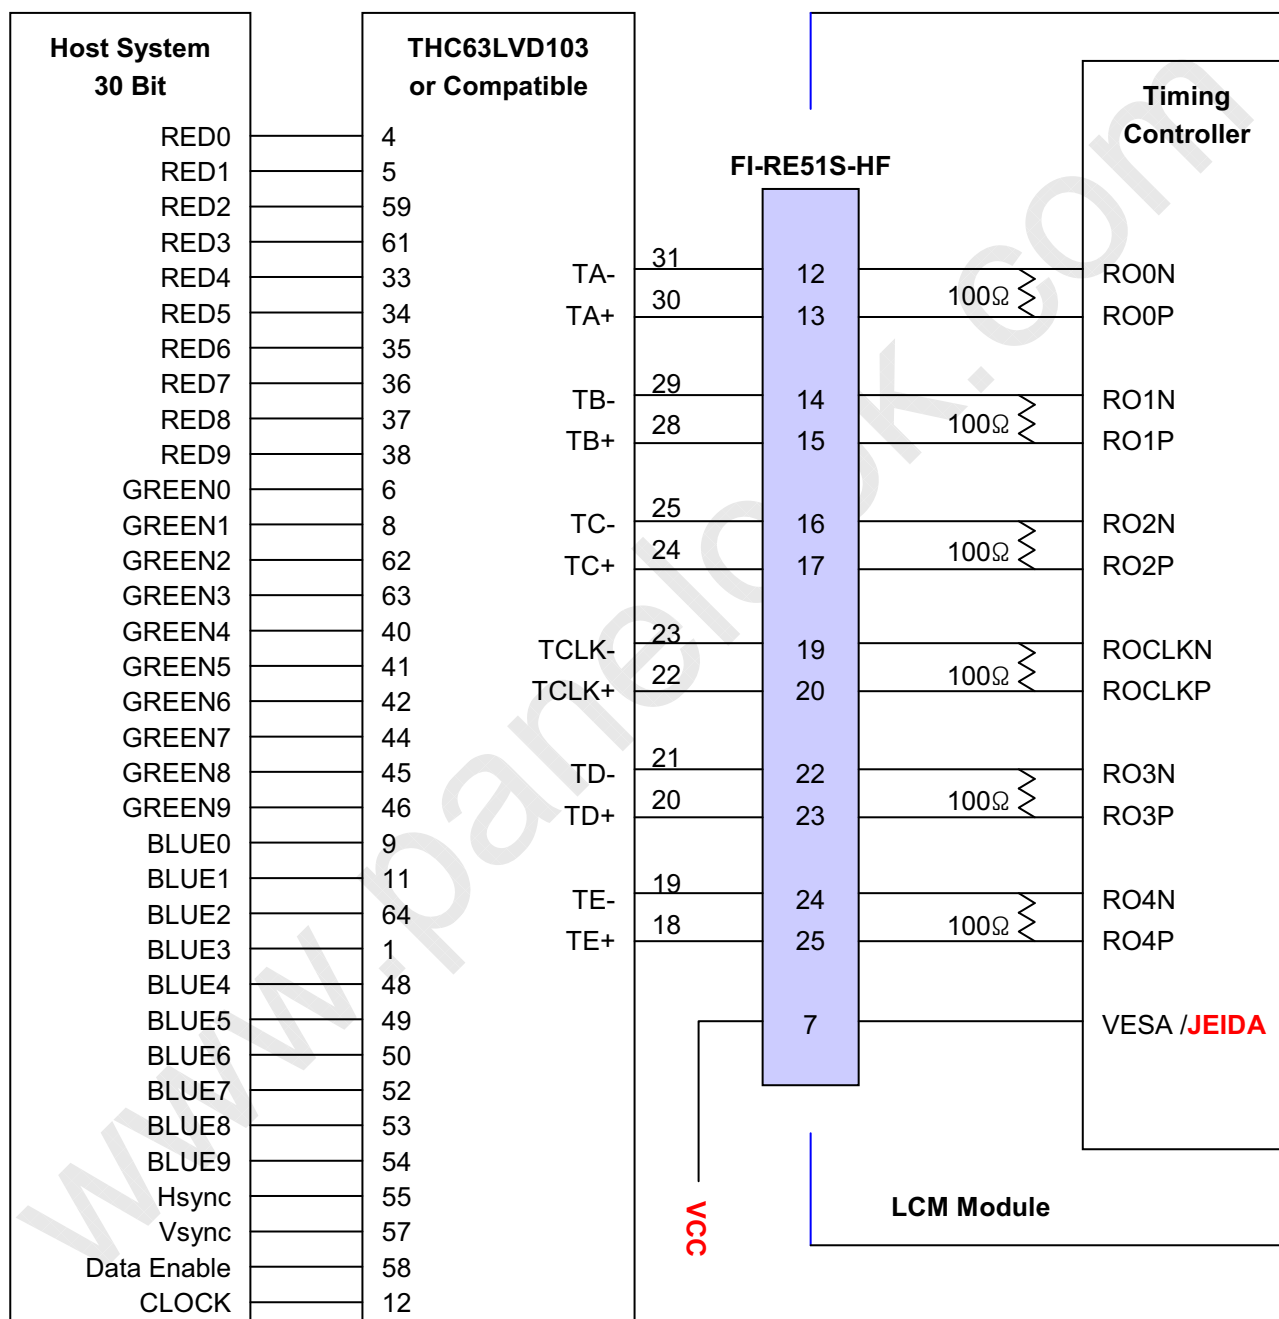 Host System
30 Bit
RED0
RED1
RED2
RED3
RED4
RED5
RED6
RED7
RED8
RED9
GREEN0
GREEN1
GREEN2
GREEN3
GREEN4
GREEN5
GREEN6
GREEN7
GREEN8
GREEN9
BLUE0
BLUE1
BLUE2
BLUE3
BLUE4
BLUE5
BLUE6
BLUE7
BLUE8
BLUE9
Hsync
Vsync
Data Enable
CLOCK
THC63LVD103
or Compatible
4
5
59
61
33
34
35
36
37
38
6
8
62
63
40
41
42
44
45
46
9
11
64
1
48
49
50
52
53
54
55
57
58
12
TA- 31
TA+ 30
TB- 29
TB+ 28
TC- 25
TC+ 24
TCLK- 23
TCLK+ 22
TD- 21
TD+ 20
TE- 19
TE+ 18
VCC
FI-RE51S-HF
12
13
14
15
16
17
19
20
22
23
24
25
7
100Ω
100Ω
100Ω
100Ω
100Ω
100Ω
Timing
Controller
RO0N
RO0P
RO1N
RO1P
RO2N
RO2P
ROCLKN
ROCLKP
RO3N
RO3P
RO4N
RO4P
VESA /JEIDA
LCM Module
www.panelook.com